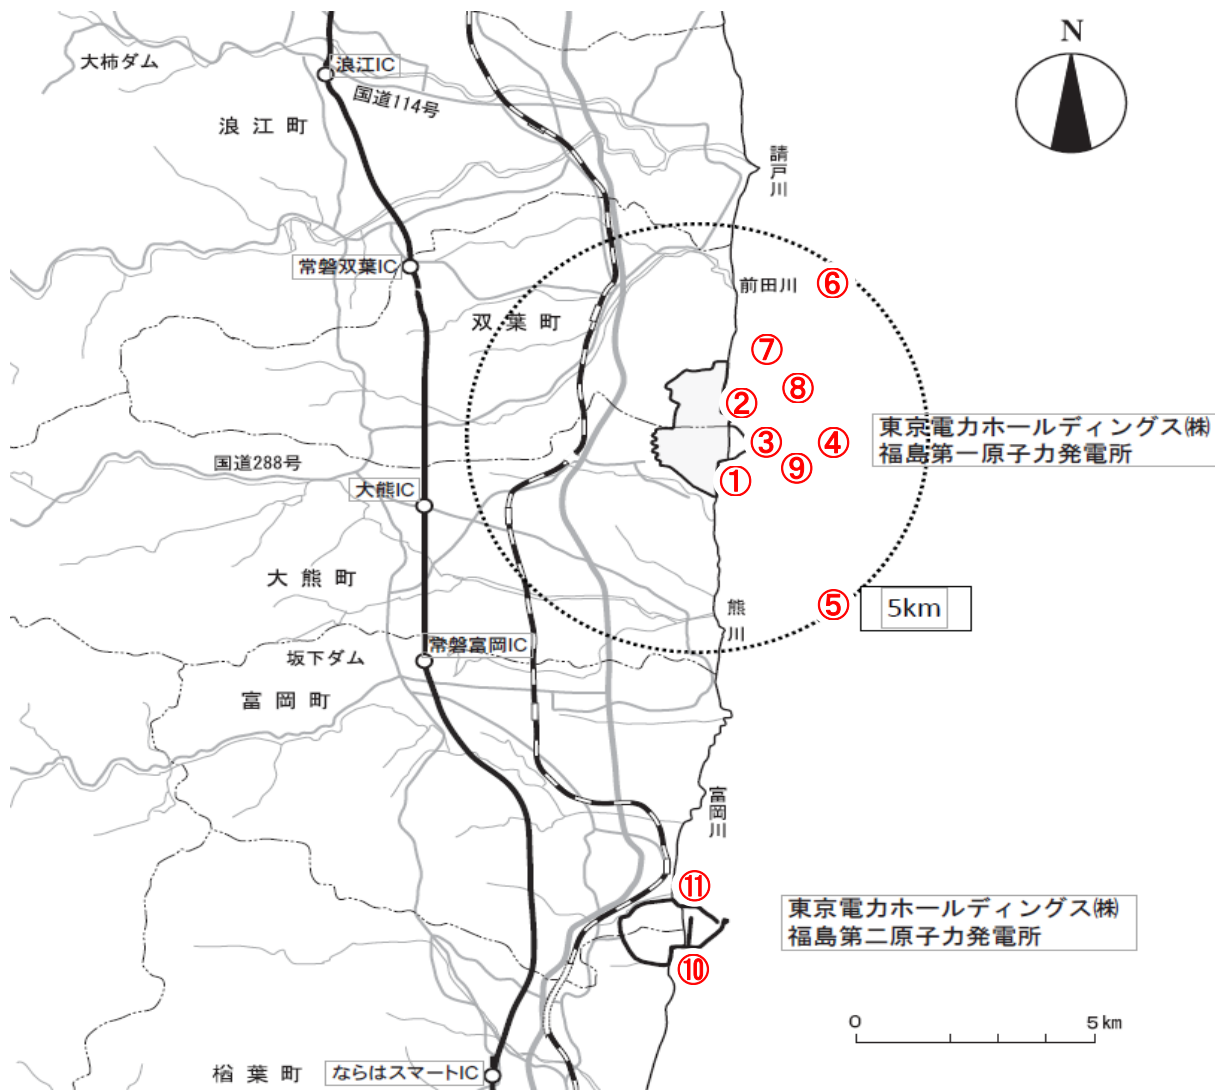 N
大柿ダム
浪江IC
国道114号
浪江町
請戸川
常磐双葉IC
前田川
⑥
双葉町
⑦
⑧
②
東京電力ホールディングス㈱
福島第一原子力発電所
③
④
国道288号
⑨
①
大熊IC
大熊町
熊川
⑤
5km
常磐富岡IC
坂下ダム
富岡町
富岡川
⑪
東京電力ホールディングス㈱
福島第二原子力発電所
⑩
0
5km
楢葉町
ならはスマートIC